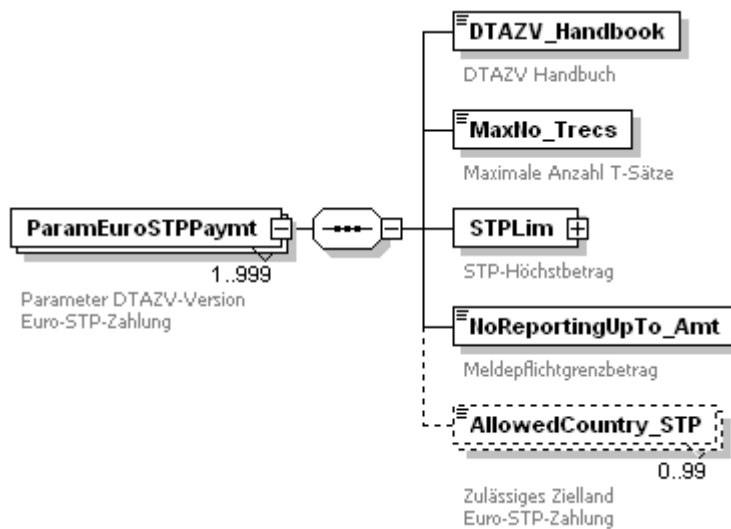 DTAZV_Handbook
DTAZV Handbuch
MaxNo_Trecs
Maximale Anzahl T-Sätze
ParamEuroSTPPaymt
1..999
Parameter DTAZV-Version
Euro-STP-Zahlung
STPLim
STP-Höchstbetrag
NoReportingUpTo_Amt
Meldepflichtgrenzbetrag
AllowedCountry_STP
0..99
Zulässiges Zielland
Euro-STP-Zahlung